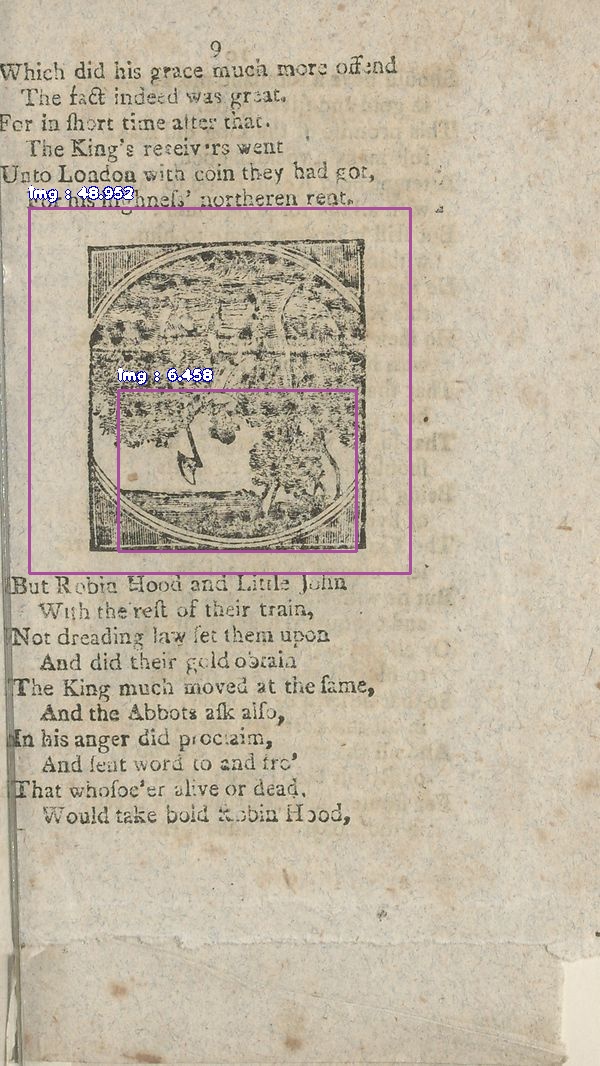 9
Which did his grace much more offend
The fact indeed was great.
For in ſhort time after that.
The King's receivers went
Unto London with coin they had got,
img : 48.952
For his highneſs' northeren rent.
img : 6.458
But Robin Hood and Little John
With the reſt of their train,
Not dreading law ſet them upon
And did their gold obtain
The King much moved at the ſame,
And the Abbots aſk alſo,
In his anger did proclaim,
And ſent word to and fro'
That whoſoe'er alive or dead,
Would take bold Robin Hood,